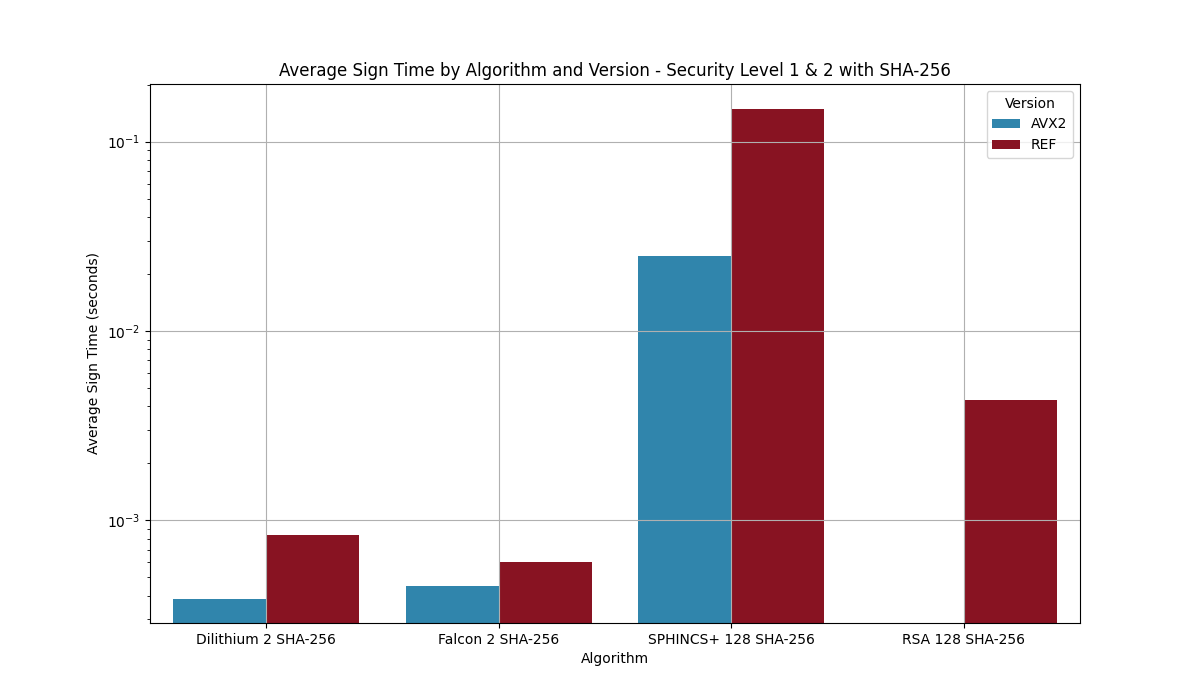 Average Sign Time by Algorithm and Version - Security Level 1 & 2 with SHA-256
Version
AVX2
REF
10⁻¹
10⁻²
10⁻³
Average Sign Time (seconds)
Dilithium 2 SHA-256
Falcon 2 SHA-256
SPHINCS+ 128 SHA-256
RSA 128 SHA-256
Algorithm